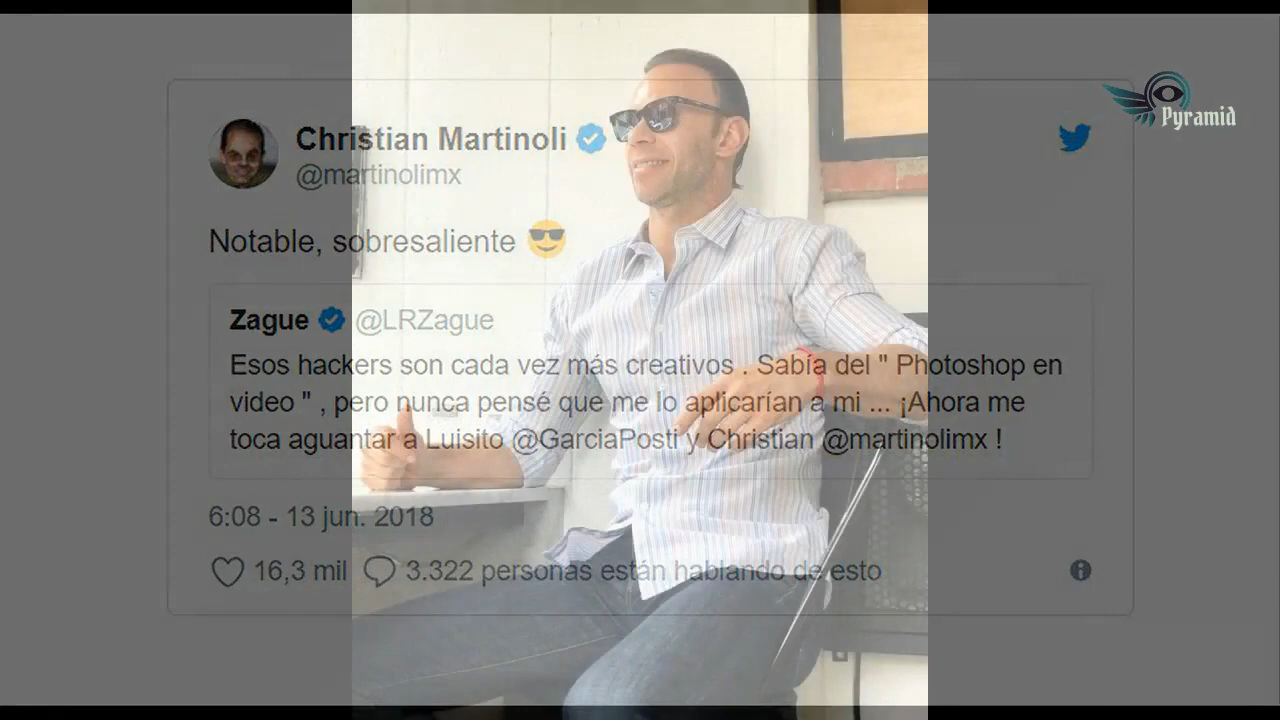 Pyramid
Christian Martinoli
@martinolimx
Notable, sobresaliente 😎
Zague @LRZague
Esos hackers son cada vez más creativos . Sabía del " Photoshop en
video " , pero nunca pensé que me lo aplicarían a mi ... ¡Ahora me
toca aguantar a Luisito @GarciaPosti y Christian @martinolimx !
6:08 - 13 jun. 2018
16,3 mil 3.322 personas están hablando de esto